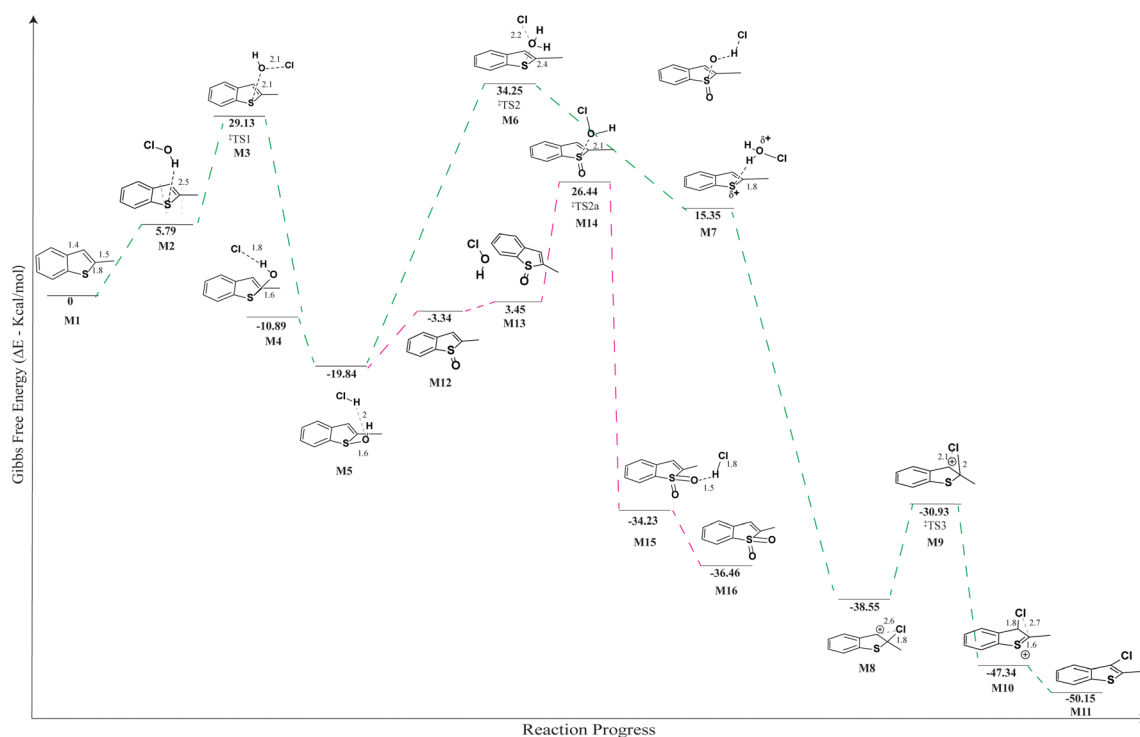 Gibbs Free Energy (ΔE - Kcal/mol)
Reaction Progress
1.4
1.5
1.8
S
0
M1
Cl
O
H
2.5
S
5.79
M2
H
O
2.1
Cl
2.1
S
29.13
‡TS1
M3
Cl
1.8
H
O
S
1.6
-10.89
M4
-19.84
Cl
H
2
H
S
O
1.6
M5
Cl
2.2
H
O
H
S
2.4
34.25
‡TS2
M6
Cl
H
O
S
O
H
O
δ+
H
Cl
S
δ+
1.8
15.35
M7
-3.34
S
O
M12
Cl
O
H
S
O
3.45
M13
Cl
O
H
S
2.1
O
26.44
‡TS2a
M14
Cl
1.8
H
S
O
1.5
O
-34.23
M15
S
O
O
-36.46
M16
-38.55
2.6
Cl
1.8
S
M8
Cl
2.1
2
S
-30.93
‡TS3
M9
Cl
1.8
2.7
S
1.6
-47.34
M10
Cl
S
-50.15
M11